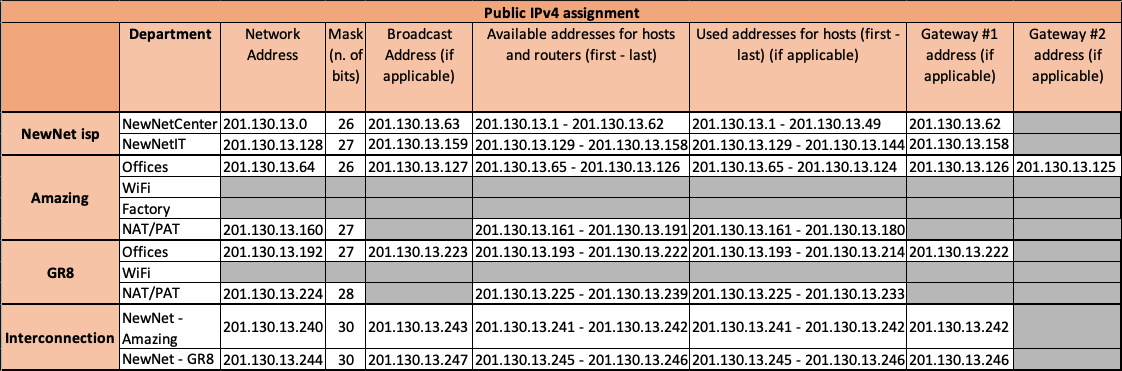 Public IPv4 assignment
Department Network Address Mask (n. of bits) Broadcast Address (if applicable) Available addresses for hosts and routers (first - last) Used addresses for hosts (first - last) (if applicable) Gateway #1 address (if applicable) Gateway #2 address (if applicable)
NewNet isp
NewNetCenter 201.130.13.0 26 201.130.13.63 201.130.13.1 - 201.130.13.62 201.130.13.1 - 201.130.13.49 201.130.13.62
NewNetIT 201.130.13.128 27 201.130.13.159 201.130.13.129 - 201.130.13.158 201.130.13.129 - 201.130.13.144 201.130.13.158
Amazing
Offices 201.130.13.64 26 201.130.13.127 201.130.13.65 - 201.130.13.126 201.130.13.65 - 201.130.13.124 201.130.13.126 201.130.13.125
WiFi
Factory
NAT/PAT 201.130.13.160 27 201.130.13.161 - 201.130.13.191 201.130.13.161 - 201.130.13.180
GR8
Offices 201.130.13.192 27 201.130.13.223 201.130.13.193 - 201.130.13.222 201.130.13.193 - 201.130.13.214 201.130.13.222
WiFi
NAT/PAT 201.130.13.224 28 201.130.13.225 - 201.130.13.239 201.130.13.225 - 201.130.13.233
Interconnection
NewNet - Amazing 201.130.13.240 30 201.130.13.243 201.130.13.241 - 201.130.13.242 201.130.13.241 - 201.130.13.242 201.130.13.242
NewNet - GR8 201.130.13.244 30 201.130.13.247 201.130.13.245 - 201.130.13.246 201.130.13.245 - 201.130.13.246 201.130.13.246